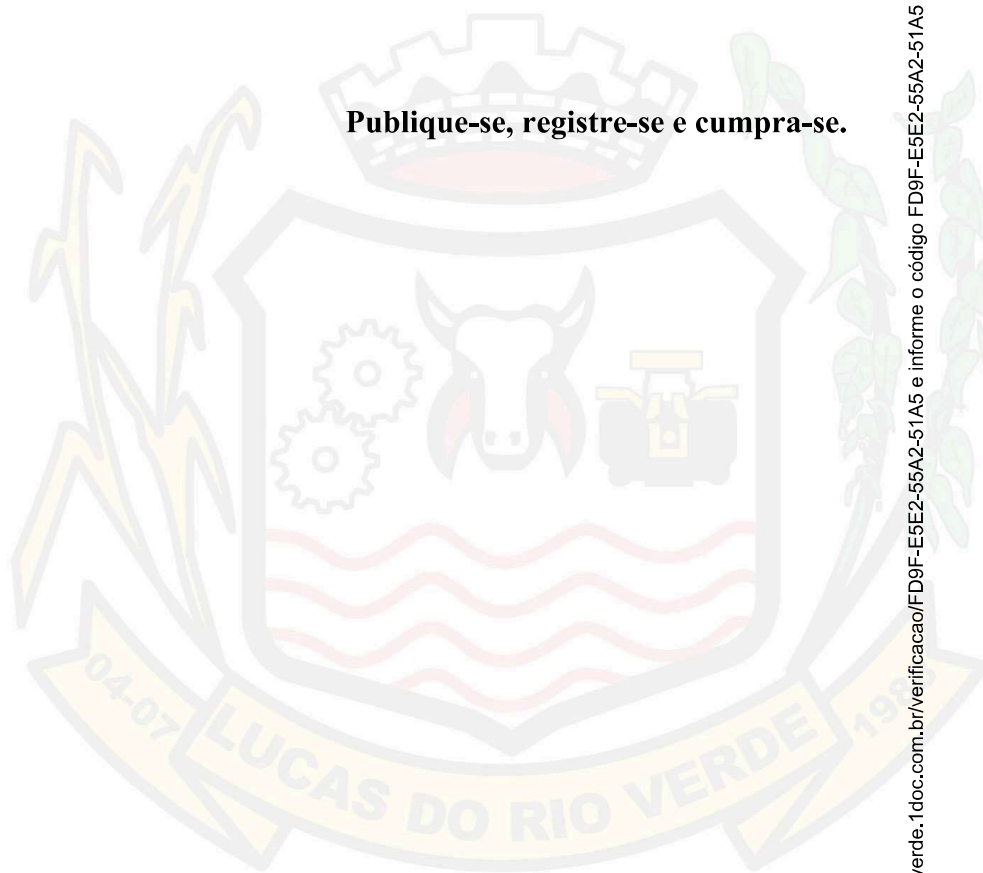 Publique-se, registre-se e cumpra-se.
04-07
LUCAS DO RIO VERDE
verde.1doc.com.br/verificacao/FD9F-E5E2-55A2-51A5 e informe o código FD9F-E5E2-55A2-51A5